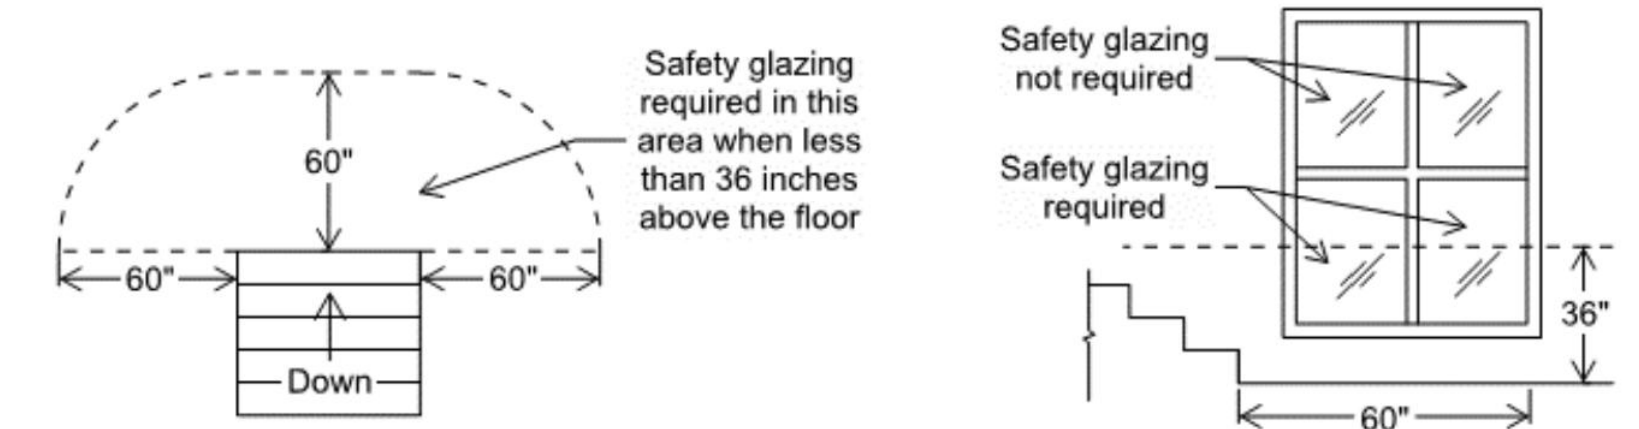 Safety glazing
required in this
area when less
than 36 inches
above the floor
60"
60"
60"
Down
Safety glazing
not required
Safety glazing
required
36"
60"